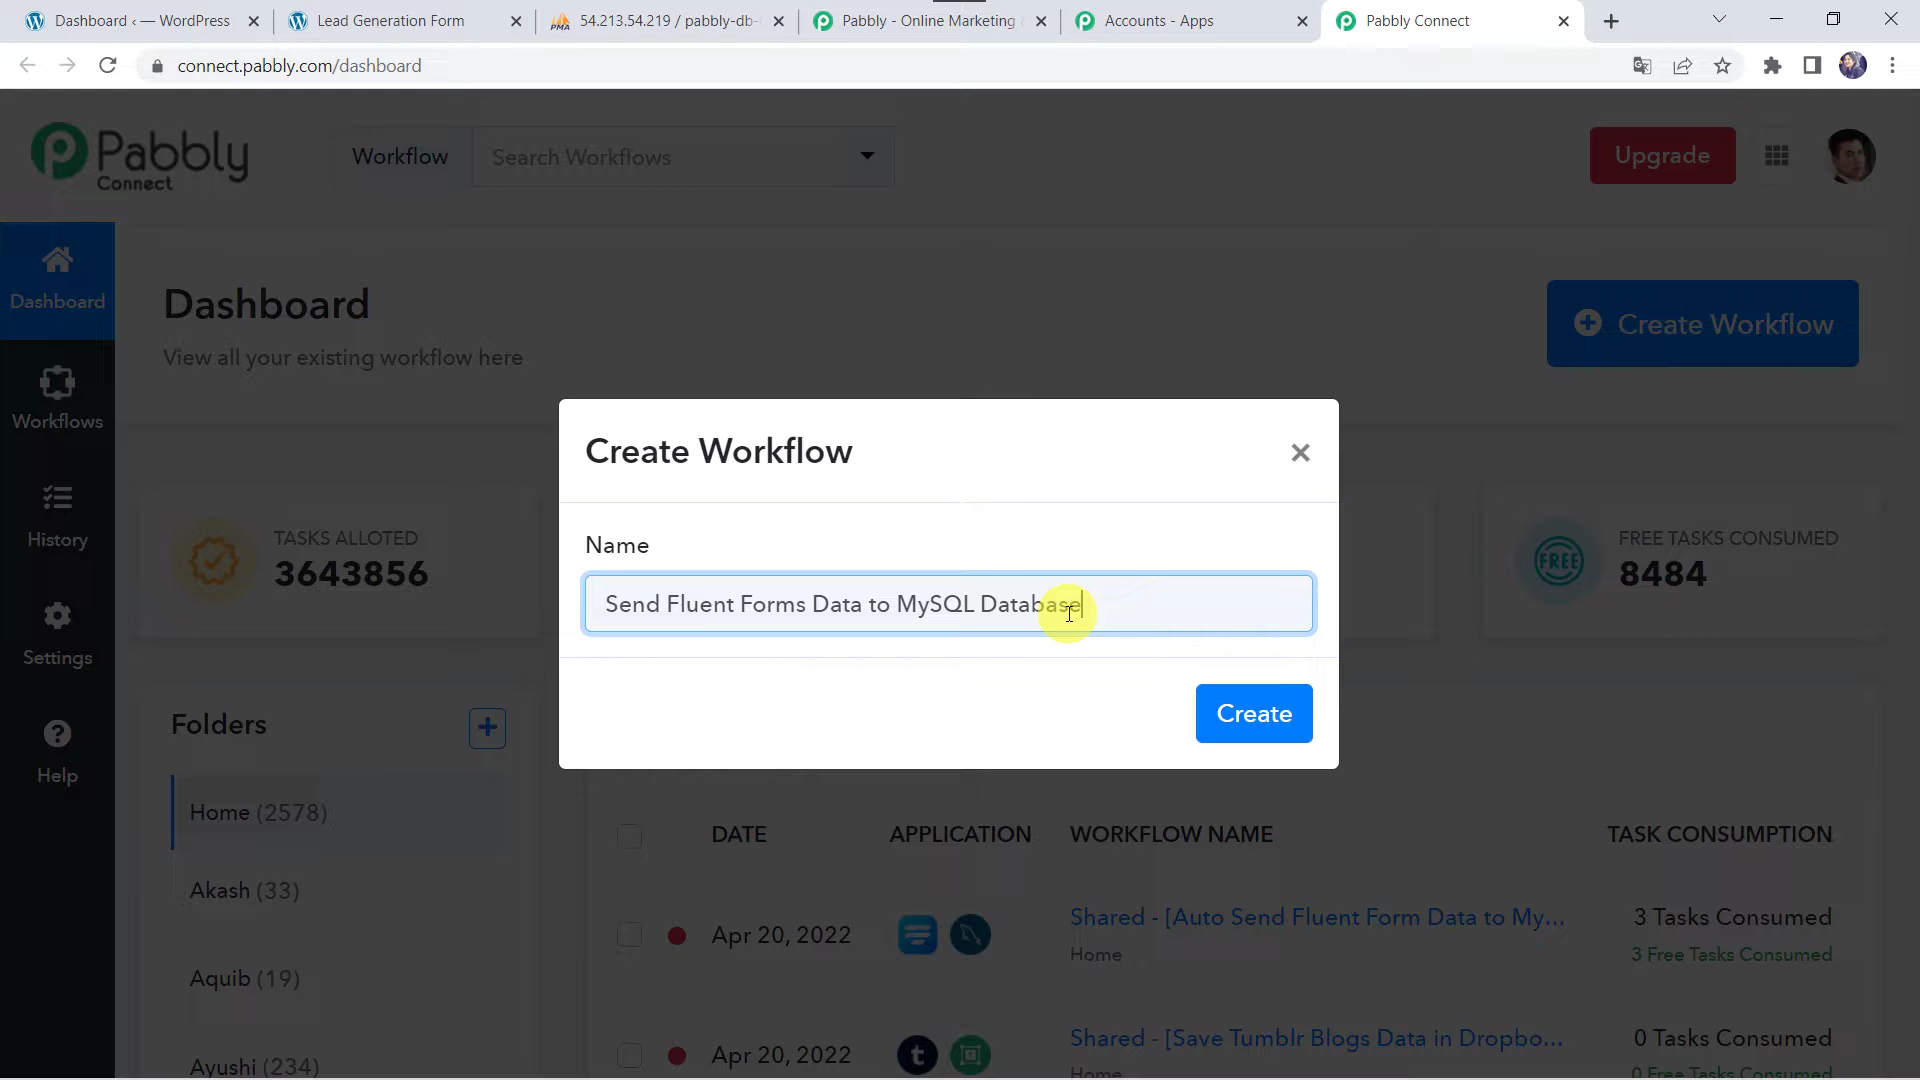 Dashboard ‹ — WordPress
Lead Generation Form
54.213.54.219 / pabbly-db-
Pabbly - Online Marketing
Accounts - Apps
Pabbly Connect
connect.pabbly.com/dashboard
Pabbly
Connect
Workflow
Search Workflows
Upgrade
Dashboard
Dashboard
View all your existing workflow here
Create Workflow
Workflows
History
Settings
Help
Create Workflow
Name
Send Fluent Forms Data to MySQL Database
Create
TASKS ALLOTED
3643856
FREE
FREE TASKS CONSUMED
8484
Folders
Home (2578)
Akash (33)
Aquib (19)
Ayushi (234)
DATE APPLICATION WORKFLOW NAME TASK CONSUMPTION
Apr 20, 2022
Shared - [Auto Send Fluent Form Data to My...
Home
3 Tasks Consumed
3 Free Tasks Consumed
Apr 20, 2022
Shared - [Save Tumblr Blogs Data in Dropbo...
Home
0 Tasks Consumed
0 Free Tasks Consumed